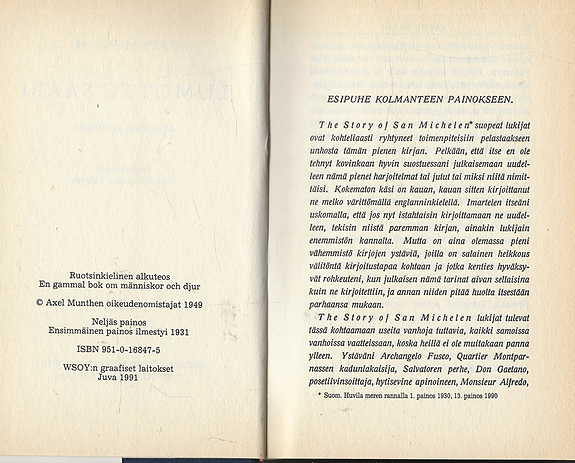 Ruotsinkielinen alkuteos
En gammal bok om människor och djur
© Axel Munthen oikeudenomistajat 1949
Neljäs painos
Ensimmäinen painos ilmestyi 1931
ISBN 951-0-16847-5
WSOY:n graafiset laitokset
Juva 1991
ESIPUHE KOLMANTEEN PAINOKSEEN.
The Story of San Michelen* suopeat lukijat
ovat kohteliaasti ryhtyneet toimenpiteisiin pelastaakseen
unhosta tämän pienen kirjan. Pelkään, että itse en ole
tehnyt kovinkaan hyvin suostuessani julkaisemaan uudel-
leen nämä pienet harjoitelmat tai jutut tai miksi niitä nimit-
täisi. Kokematon käsi on kauan, kauan sitten kirjoittanut
ne melko värittömällä englanninkielellä. Imartelen itseäni
uskomalla, että jos nyt istahtaisin kirjoittamaan ne uudel-
leen, tekisin niistä paremman kirjan, ainakin lukijain
enemmistön kannalta. Mutta on aina olemassa pieni
vähemmistö kirjojen ystäviä, joilla on salainen heikkous
välitöntä kirjoitustapaa kohtaan ja jotka kenties hyväksy-
vät rohkeuteni, kun julkaisen nämä tarinat aivan sellaisina
kuin ne kirjoitettiin, ja annan niiden pitää huolta itsestään
parhaansa mukaan.
The Story of San Michelen lukijat tulevat
tässä kohtaamaan useita vanhoja tuttavia, kaikki samoissa
vanhoissa vaatteissaan, koska heillä ei ole muitakaan panna
ylleen. Ystäväni Archangelo Fusco, Quartier Montpar-
nassen kadunlakaisija, Salvatoren perhe, Don Gaetano,
posetiivinsoittaja, hytisevine apinoineen, Monsieur Alfredo,
* Suom. Huvila meren rannalla 1. painos 1930, 13. painos 1990